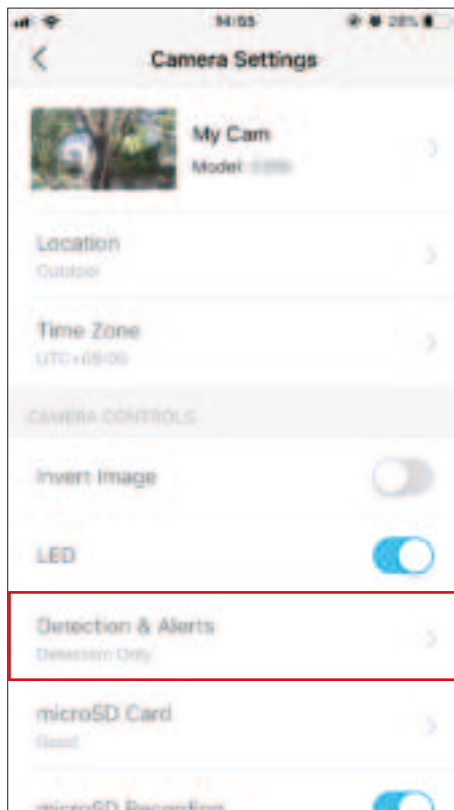 14:55 28%
Camera Settings
My Cam
Model:
Location
Outdoor
Time Zone
UTC+08:00
CAMERA CONTROLS
Invert Image
LED
Detection & Alerts
Detection Only
microSD Card
Good
microSD Recording